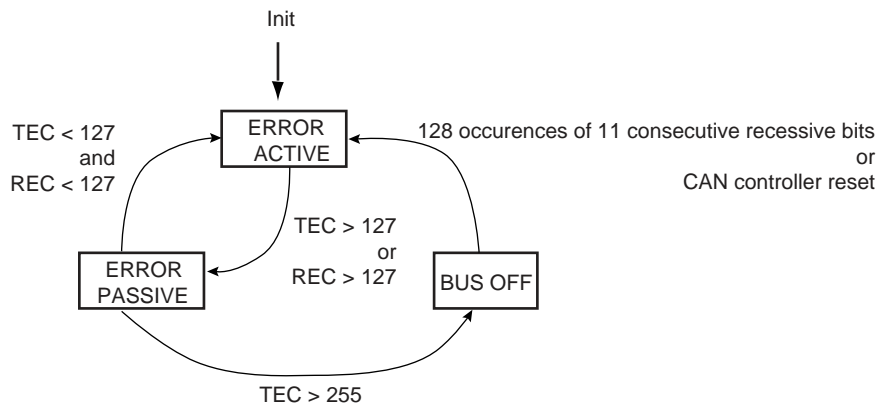 Init
TEC < 127
and
REC < 127
ERROR
ACTIVE
128 occurences of 11 consecutive recessive bits
or
CAN controller reset
TEC > 127
or
REC > 127
ERROR
PASSIVE
BUS OFF
TEC > 255